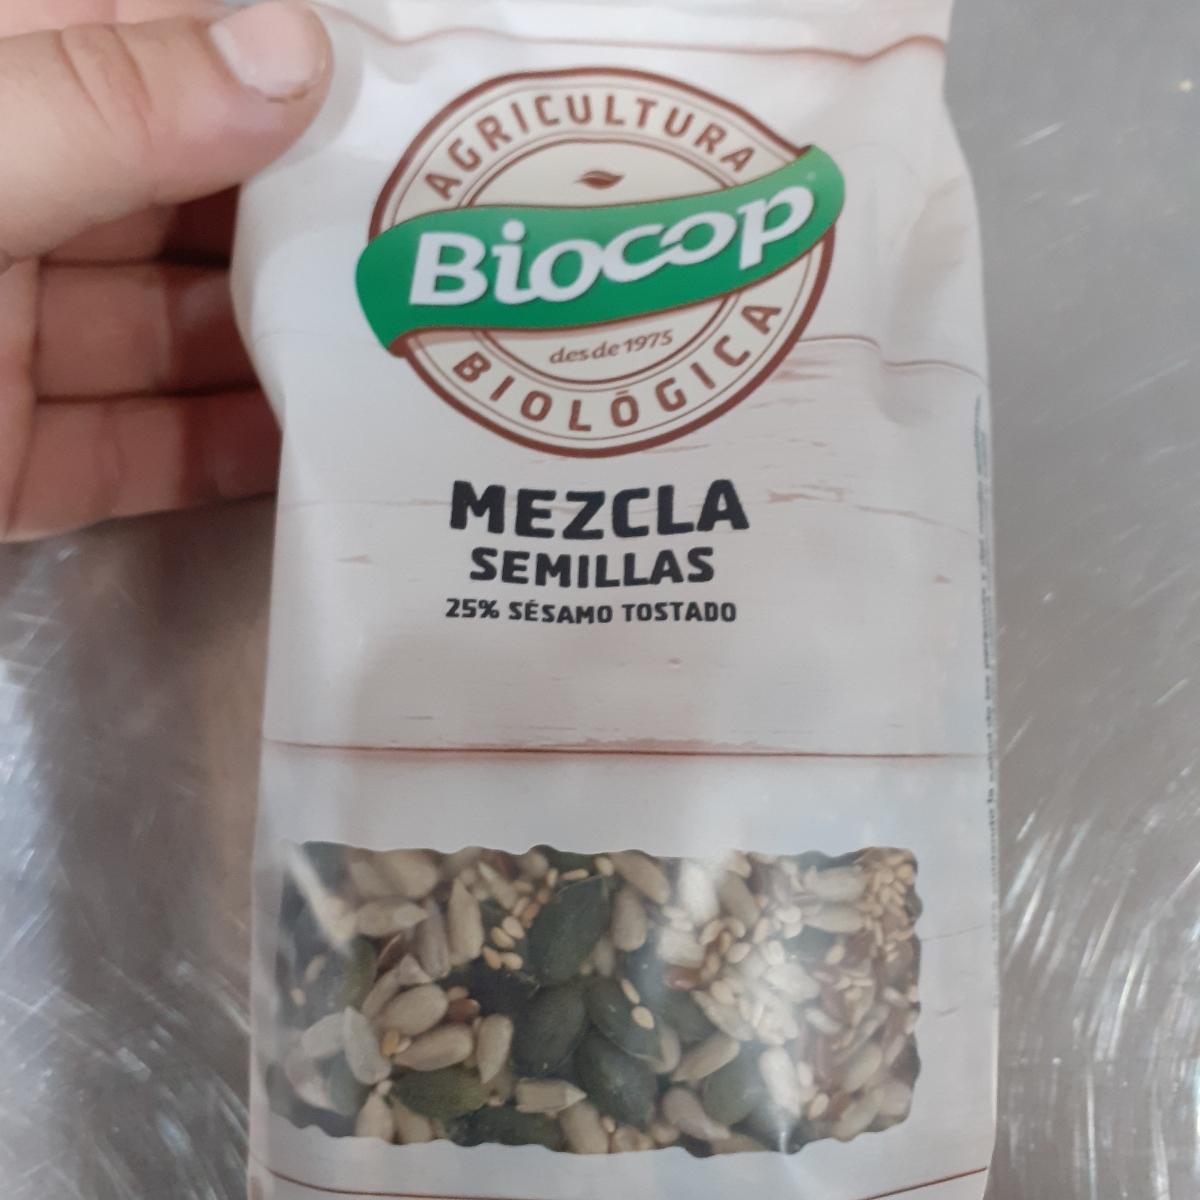 AGRICULTURA
Biocop
desde 1975
BIOLÓGICA
MEZCLA
SEMILLAS
25% SÉSAMO TOSTADO